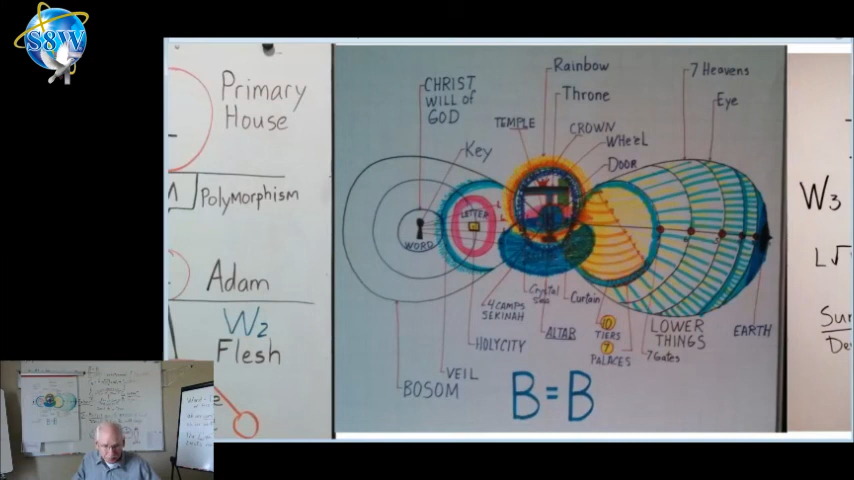 S8W
Primary
House
Polymorphism
Adam
W2
Flesh
CHRIST
WILL of
GOD
Key
TEMPLE
Rainbow
Throne
CROWN
WHEEL
DOOR
7 Heavens
Eye
LETTER
L
L
WORD
4 CAMPS
SEKINAH
Crystal
Sea
Curtain
HOLYCITY
ALTAR
10
TIERS
7
PALACES
LOWER
THINGS
7 Gates
EARTH
VEIL
BOSOM
B=B
W3
L√
Sur
De